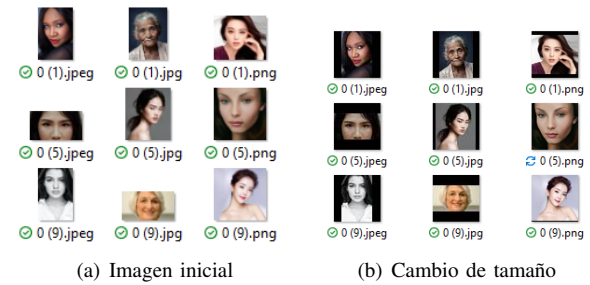 0 (1).jpeg 0 (1).jpg 0 (1).png
0 (5).jpeg 0 (5).jpg 0 (5).png
0 (9).jpeg 0 (9).jpg 0 (9).png
(a) Imagen inicial
0 (1).jpeg 0 (1).jpg 0 (1).png
0 (5).jpeg 0 (5).jpg 0 (5).png
0 (9).jpeg 0 (9).jpg 0 (9).png
(b) Cambio de tamaño